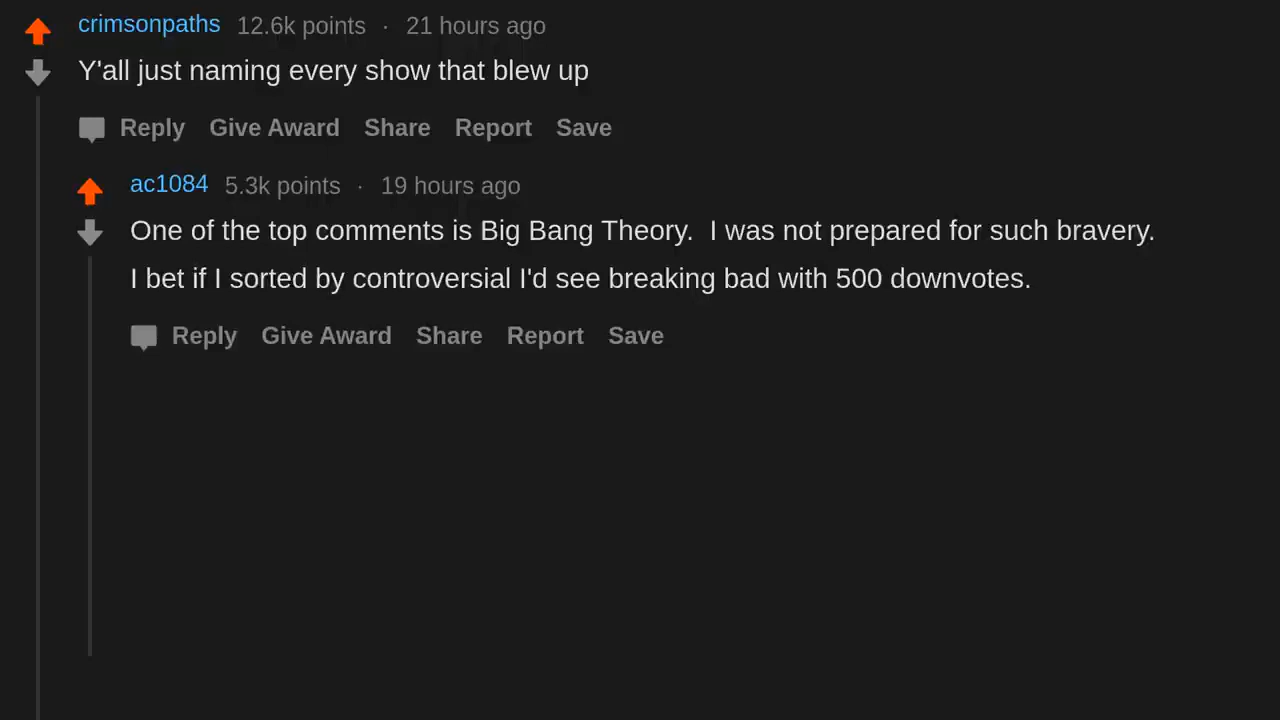 crimsonpaths 12.6k points · 21 hours ago
Y'all just naming every show that blew up
Reply Give Award Share Report Save
ac1084 5.3k points · 19 hours ago
One of the top comments is Big Bang Theory.  I was not prepared for such bravery.
I bet if I sorted by controversial I'd see breaking bad with 500 downvotes.
Reply Give Award Share Report Save